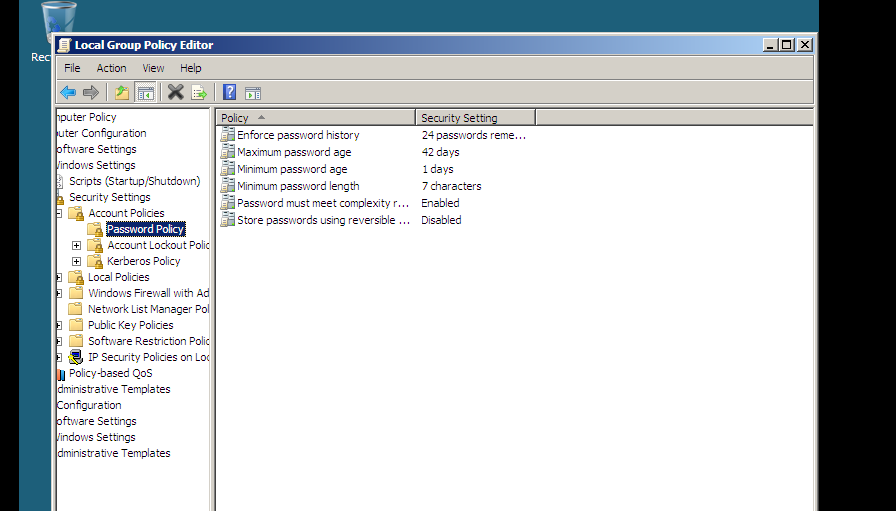 Rec
Local Group Policy Editor
File Action View Help
mputer Policy
uter Configuration
oftware Settings
Windows Settings
Scripts (Startup/Shutdown)
Security Settings
Account Policies
Password Policy
Account Lockout Polic
Kerberos Policy
Local Policies
Windows Firewall with Ad
Network List Manager Pol
Public Key Policies
Software Restriction Polic
IP Security Policies on Loc
Policy-based QoS
dministrative Templates
Configuration
oftware Settings
Windows Settings
dministrative Templates
Policy Security Setting
Enforce password history 24 passwords reme...
Maximum password age 42 days
Minimum password age 1 days
Minimum password length 7 characters
Password must meet complexity r... Enabled
Store passwords using reversible ... Disabled